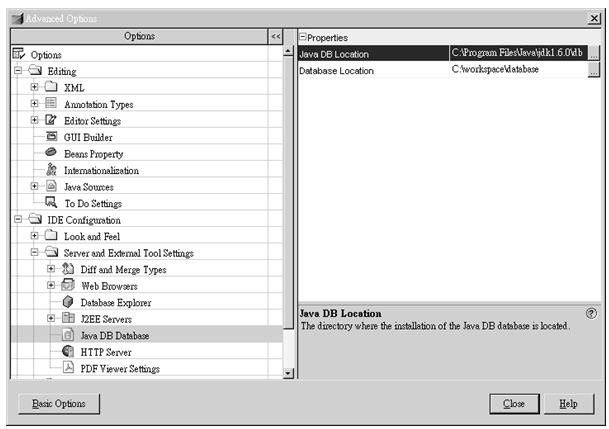 Advanced Options
Options
<<
Options
Editing
XML
Annotation Types
Editor Settings
GUI Builder
Beans Property
Internationalization
Java Sources
To Do Settings
IDE Configuration
Look and Feel
Server and External Tool Settings
Diff and Merge Types
Web Browsers
Database Explorer
J2EE Servers
Java DB Database
HTTP Server
PDF Viewer Settings
Properties
Java DB Location C:\Program Files\Java\jdk1.6.0\db ...
Database Location C:\workspace\database ...
Java DB Location
The directory where the installation of the Java DB database is located.
Basic Options
Close
Help